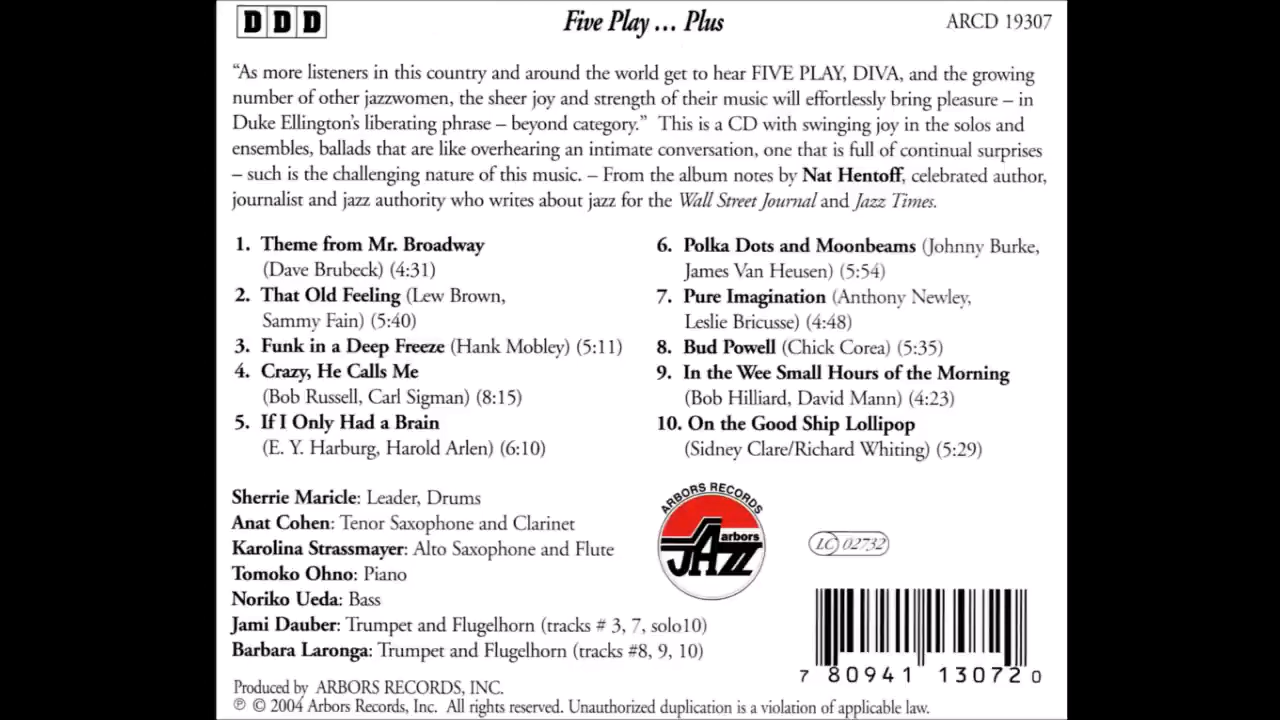 DDD
Five Play ... Plus
ARCD 19307
“As more listeners in this country and around the world get to hear FIVE PLAY, DIVA, and the growing
number of other jazzwomen, the sheer joy and strength of their music will effortlessly bring pleasure – in
Duke Ellington's liberating phrase – beyond category.” This is a CD with swinging joy in the solos and
ensembles, ballads that are like overhearing an intimate conversation, one that is full of continual surprises
– such is the challenging nature of this music. – From the album notes by Nat Hentoff, celebrated author,
journalist and jazz authority who writes about jazz for the Wall Street Journal and Jazz Times.
1. Theme from Mr. Broadway
(Dave Brubeck) (4:31)
2. That Old Feeling (Lew Brown,
Sammy Fain) (5:40)
3. Funk in a Deep Freeze (Hank Mobley) (5:11)
4. Crazy, He Calls Me
(Bob Russell, Carl Sigman) (8:15)
5. If I Only Had a Brain
(E. Y. Harburg, Harold Arlen) (6:10)
6. Polka Dots and Moonbeams (Johnny Burke,
James Van Heusen) (5:54)
7. Pure Imagination (Anthony Newley,
Leslie Bricusse) (4:48)
8. Bud Powell (Chick Corea) (5:35)
9. In the Wee Small Hours of the Morning
(Bob Hilliard, David Mann) (4:23)
10. On the Good Ship Lollipop
(Sidney Clare/Richard Whiting) (5:29)
Sherrie Maricle: Leader, Drums
Anat Cohen: Tenor Saxophone and Clarinet
Karolina Strassmayer: Alto Saxophone and Flute
Tomoko Ohno: Piano
Noriko Ueda: Bass
Jami Dauber: Trumpet and Flugelhorn (tracks # 3, 7, solo10)
Barbara Laronga: Trumpet and Flugelhorn (tracks #8, 9, 10)
ARBORS RECORDS
arbors
JAZZ
LC 02732
7 80941 13072 0
Produced by ARBORS RECORDS, INC.
℗ © 2004 Arbors Records, Inc. All rights reserved. Unauthorized duplication is a violation of applicable law.